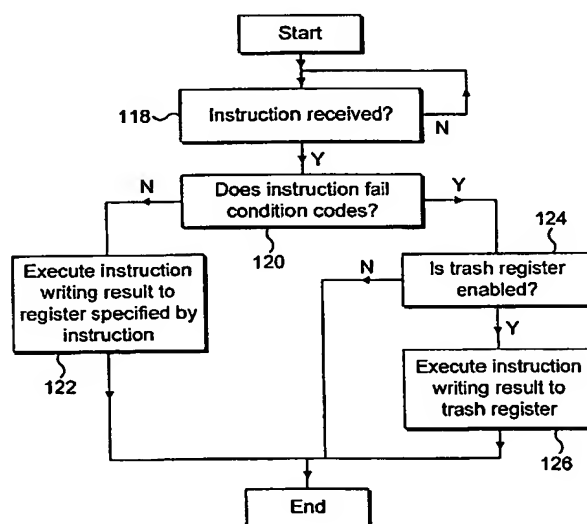 Start
118
Instruction received?
N
Y
N
Does instruction fail
condition codes?
Y
120
124
Execute instruction
writing result to
register specified by
instruction
122
N
Is trash register
enabled?
Y
Execute instruction
writing result to
trash register
126
End